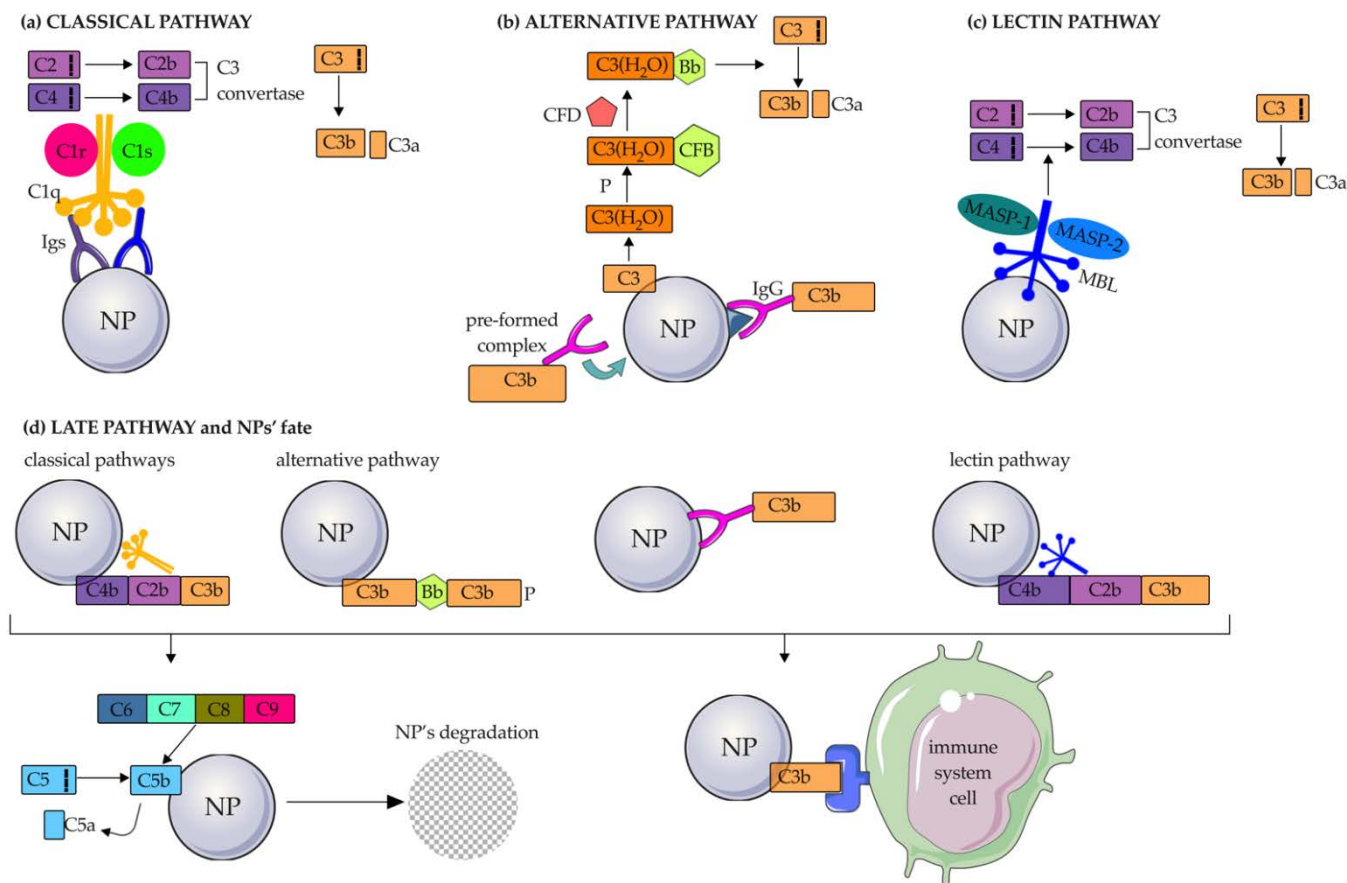 (a) CLASSICAL PATHWAY
C2
C2b
C3
C4
C4b
convertase
C3
C3b
C3a
C1r
C1s
C1q
Igs
NP
(b) ALTERNATIVE PATHWAY
C3(H₂O)
Bb
C3
C3b
C3a
CFD
C3(H₂O)
CFB
P
C3(H₂O)
C3
IgG
C3b
NP
pre-formed
complex
C3b
(c) LECTIN PATHWAY
C2
C2b
C3
C4
C4b
convertase
C3
C3b
C3a
MASP-1
MASP-2
MBL
NP
(d) LATE PATHWAY and NPs' fate
classical pathways
NP
C4b C2b C3b
alternative pathway
NP
C3b Bb C3b P
NP
C3b
lectin pathway
NP
C4b C2b C3b
C6 C7 C8 C9
C5
C5b
C5a
NP
NP's degradation
NP
C3b
immune
system
cell